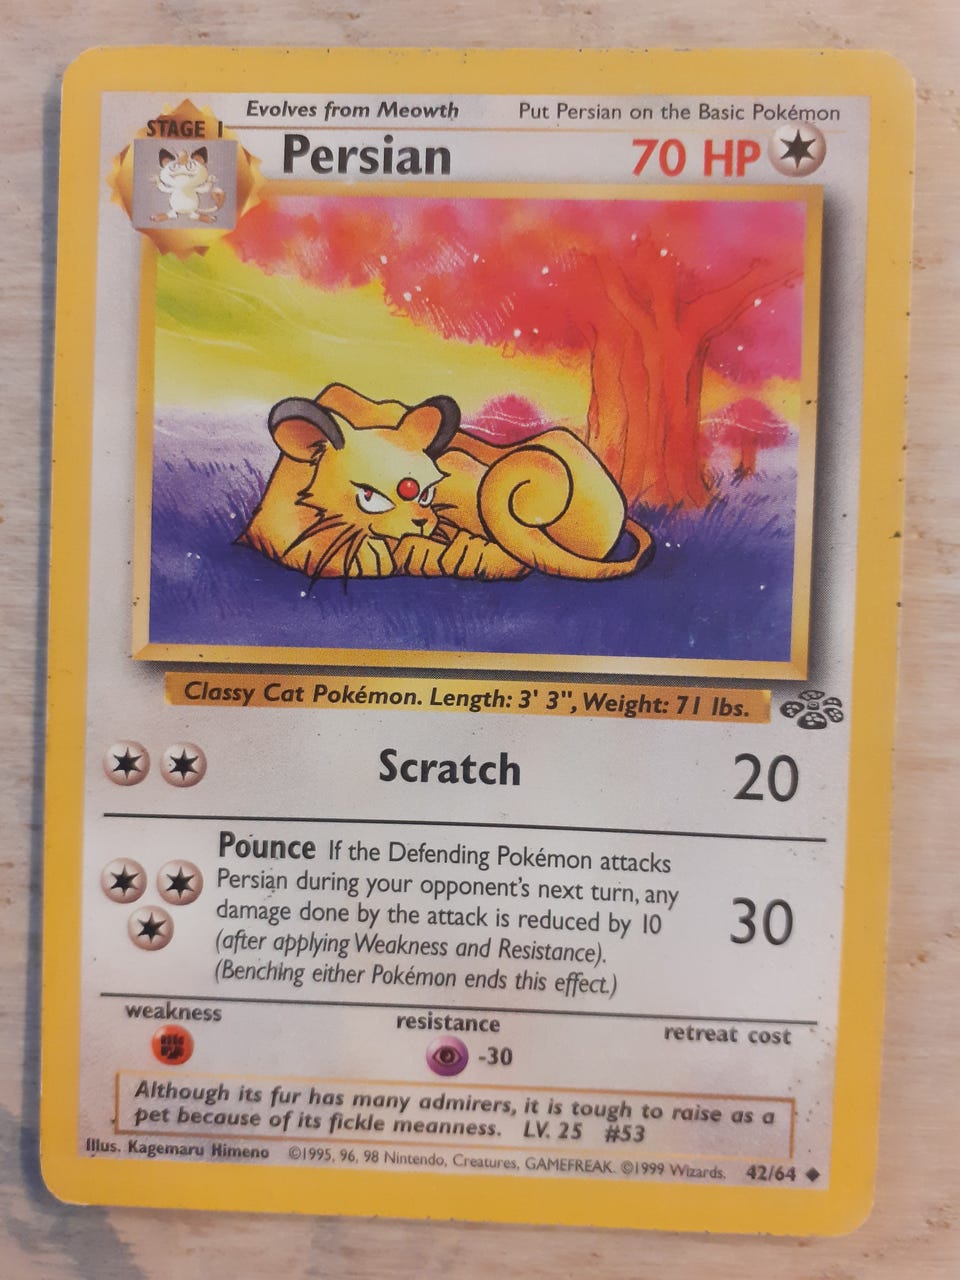 Evolves from Meowth Put Persian on the Basic Pokémon
STAGE 1
Persian 70 HP
Classy Cat Pokémon. Length: 3' 3", Weight: 71 lbs.
Scratch 20
Pounce If the Defending Pokémon attacks
Persian during your opponent's next turn, any
damage done by the attack is reduced by 10
(after applying Weakness and Resistance).
(Benching either Pokémon ends this effect.)
30
weakness resistance retreat cost
-30
Although its fur has many admirers, it is tough to raise as a
pet because of its fickle meanness. LV. 25 #53
Illus. Kagemaru Himeno ©1995, 96, 98 Nintendo, Creatures, GAMEFREAK. ©1999 Wizards. 42/64